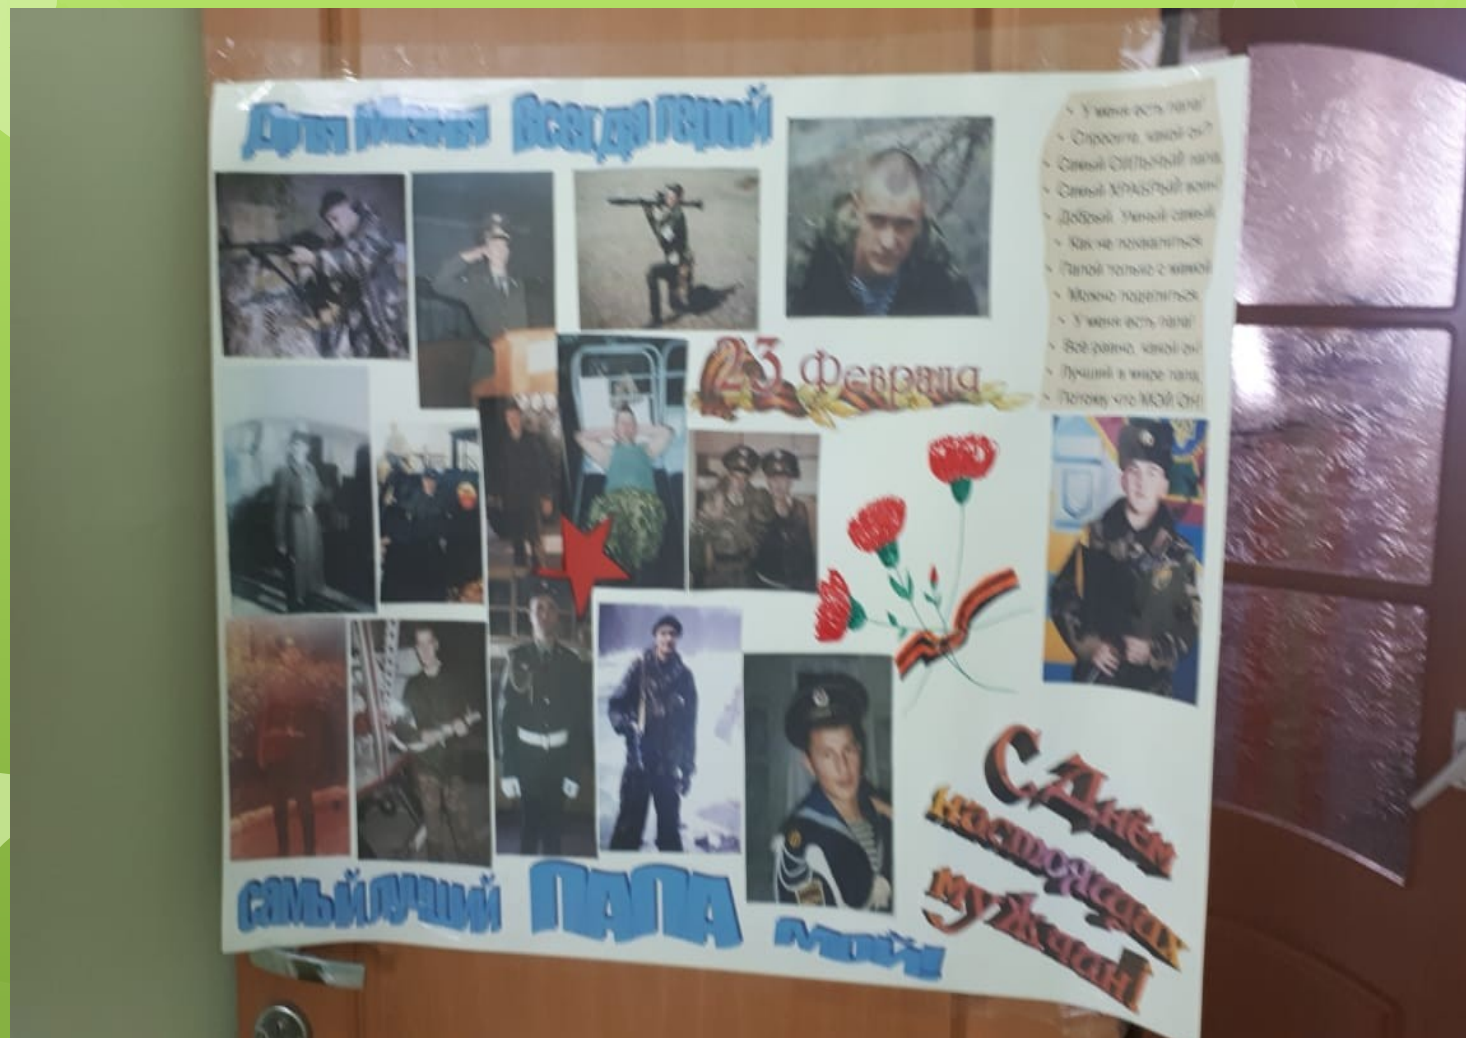 Для меня всегда герой
• У меня есть папа!
• Спросите, какой он?
• Самый СИЛЬНЫЙ папа,
• Самый ХРАБРЫЙ воин!
• Добрый, Умный самый,
• Как не похвалиться.
• Папой только с мамой
• Можно поделиться.
• У меня есть папа!
• Всё равно, какой он!
• Лучший в мире папа,
• Потому что МОЙ ОН!
23 Февраля
С Днём
настоящих
мужчин!
самый лучший ПАПА мой!